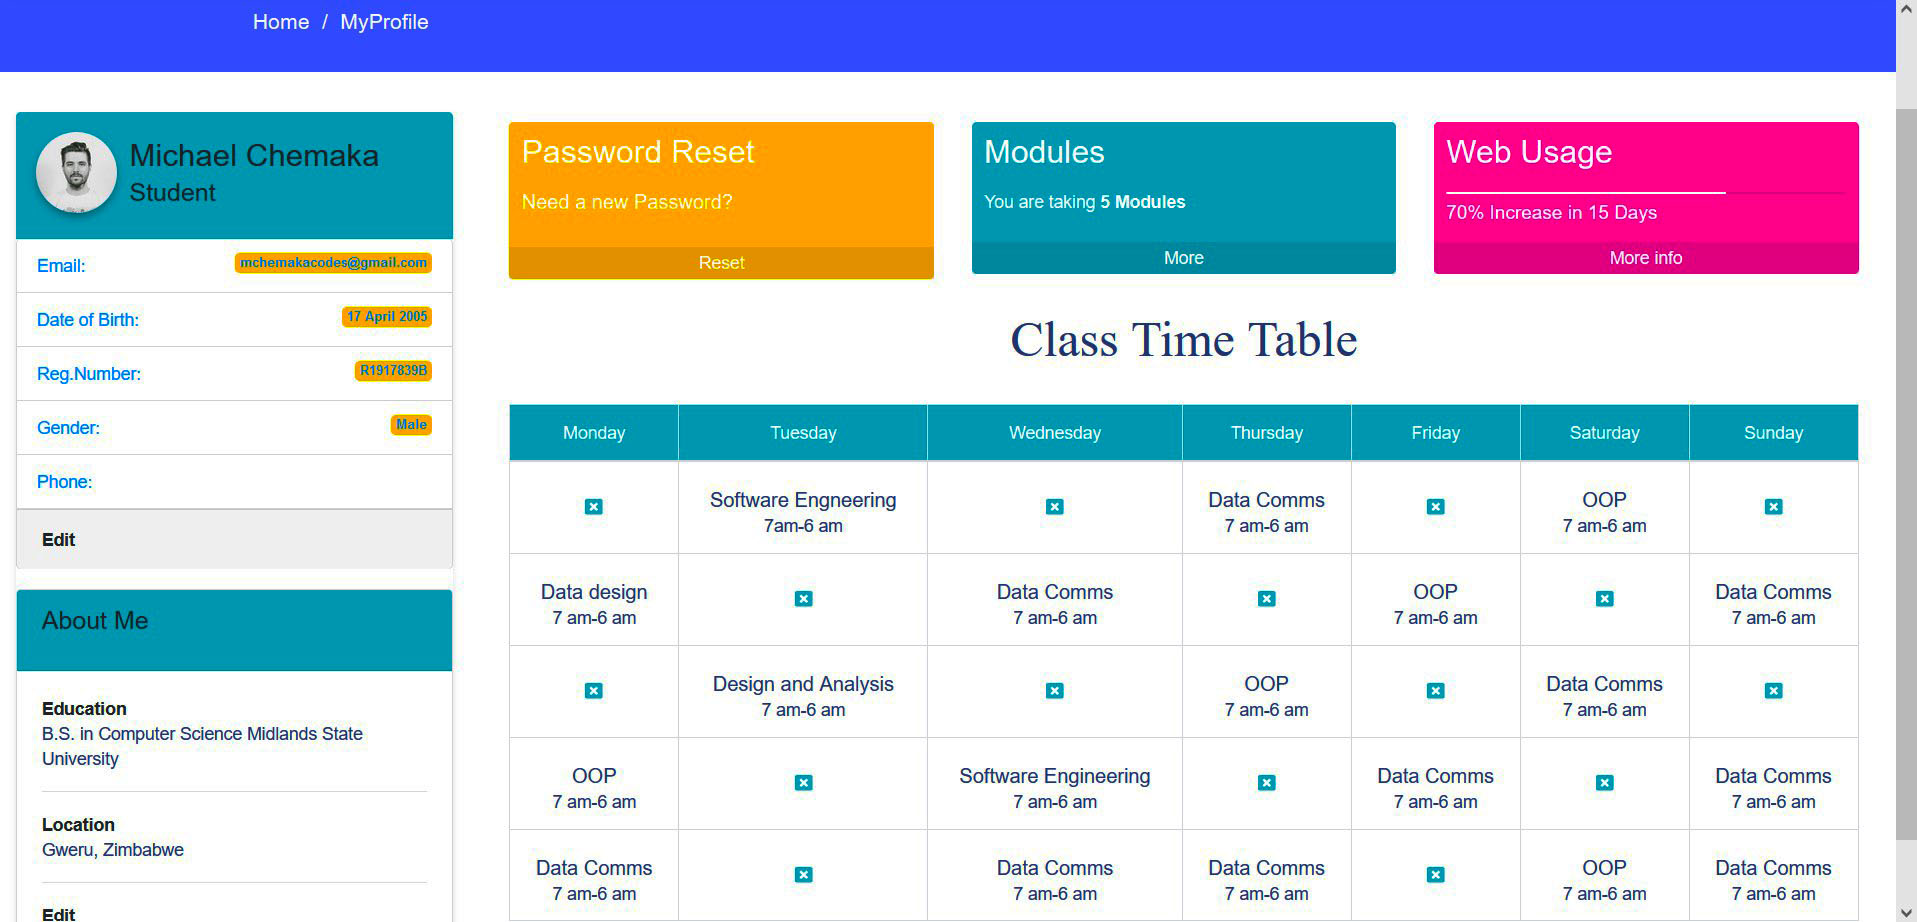 Home / MyProfile
Michael Chemaka
Student
Email: mchemakacodes@gmail.com
Date of Birth: 17 April 2005
Reg.Number: R1917839B
Gender: Male
Phone:
Edit
About Me
Education
B.S. in Computer Science Midlands State
University
Location
Gweru, Zimbabwe
Edit
Password Reset
Need a new Password?
Reset
Modules
You are taking 5 Modules
More
Web Usage
70% Increase in 15 Days
More info
Class Time Table
Monday Tuesday Wednesday Thursday Friday Saturday Sunday
Software Engneering Data Comms OOP
7am-6 am 7 am-6 am 7 am-6 am
Data design Data Comms OOP Data Comms
7 am-6 am 7 am-6 am 7 am-6 am 7 am-6 am
Design and Analysis OOP Data Comms
7 am-6 am 7 am-6 am 7 am-6 am
OOP Software Engineering Data Comms Data Comms
7 am-6 am 7 am-6 am 7 am-6 am 7 am-6 am
Data Comms Data Comms Data Comms OOP Data Comms
7 am-6 am 7 am-6 am 7 am-6 am 7 am-6 am 7 am-6 am